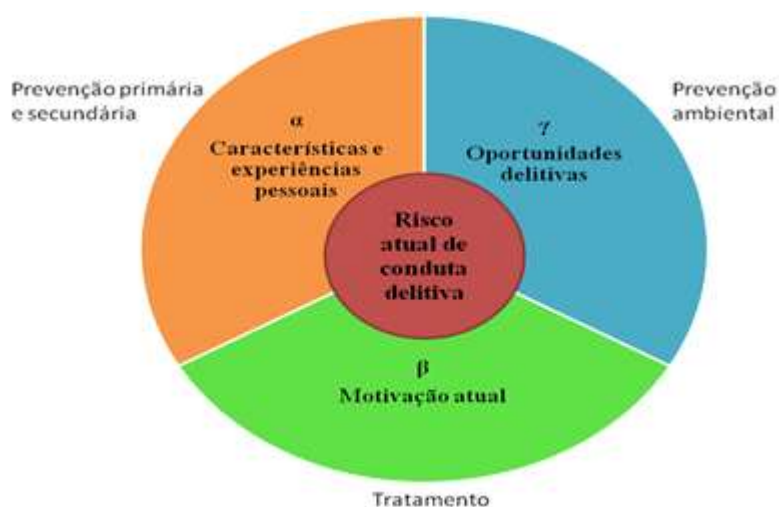 Prevenção primária
e secundária
α
Características e
experiências
pessoais
Prevenção
ambiental
γ
Oportunidades
delitivas
Risco
atual de
conduta
delitiva
β
Motivação atual
Tratamento